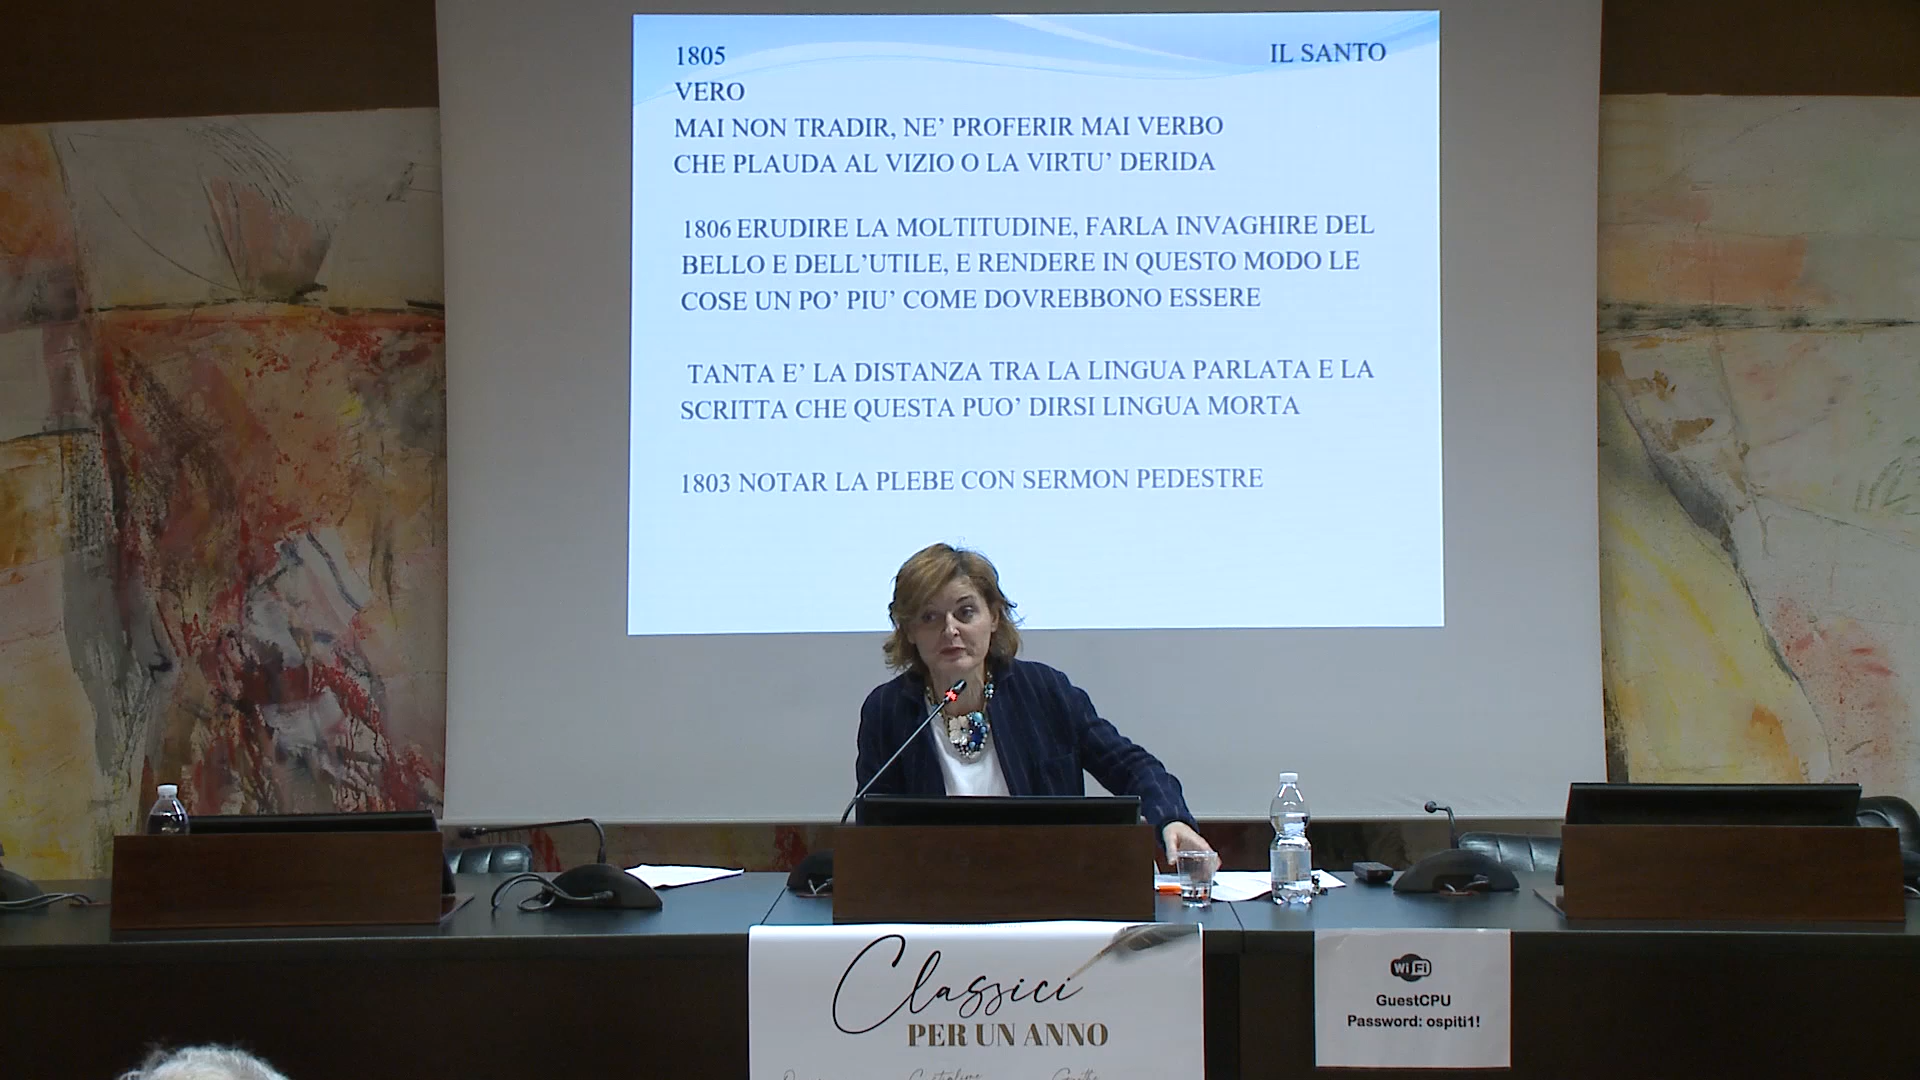 1805 IL SANTO
VERO
MAI NON TRADIR, NE' PROFERIR MAI VERBO
CHE PLAUDA AL VIZIO O LA VIRTU' DERIDA
1806 ERUDIRE LA MOLTITUDINE, FARLA INVAGHIRE DEL
BELLO E DELL'UTILE, E RENDERE IN QUESTO MODO LE
COSE UN PO' PIU' COME DOVREBBONO ESSERE
TANTA E' LA DISTANZA TRA LA LINGUA PARLATA E LA
SCRITTA CHE QUESTA PUO' DIRSI LINGUA MORTA
1803 NOTAR LA PLEBE CON SERMON PEDESTRE
Classici
PER UN ANNO
WiFi
GuestCPU
Password: ospiti1!